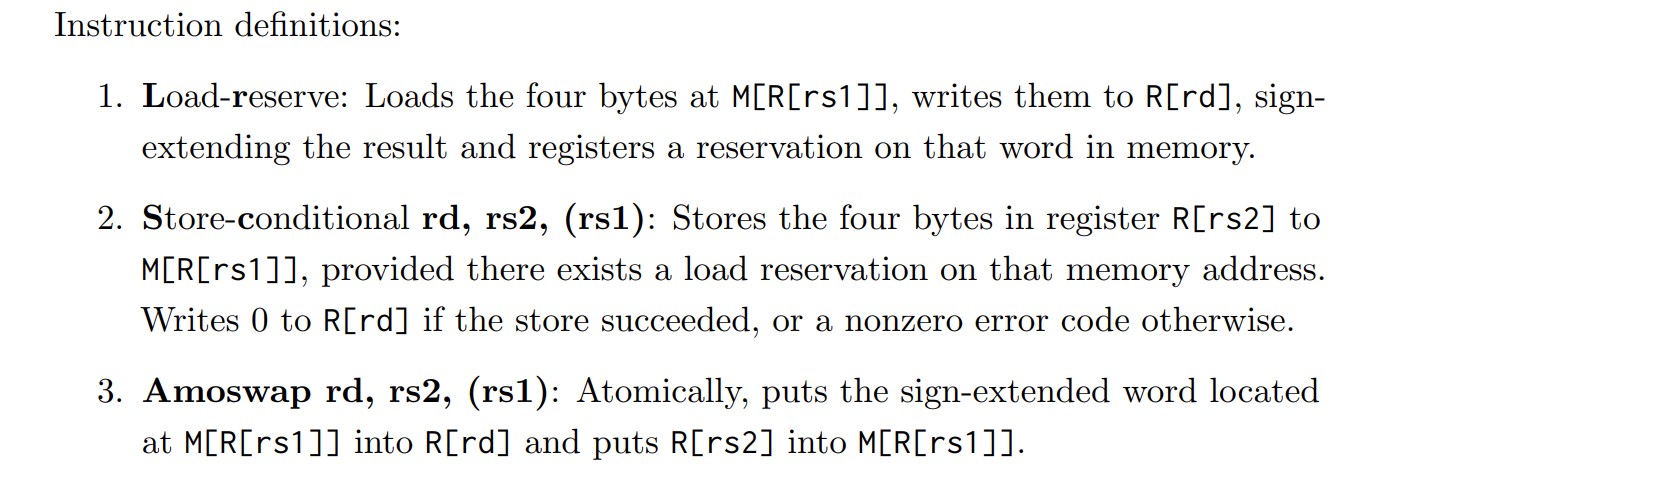 Instruction definitions:
1. Load-reserve: Loads the four bytes at M[R[rs1]], writes them to R[rd], sign-
extending the result and registers a reservation on that word in memory.
2. Store-conditional rd, rs2, (rs1): Stores the four bytes in register R[rs2] to
M[R[rs1]], provided there exists a load reservation on that memory address.
Writes 0 to R[rd] if the store succeeded, or a nonzero error code otherwise.
3. Amoswap rd, rs2, (rs1): Atomically, puts the sign-extended word located
at M[R[rs1]] into R[rd] and puts R[rs2] into M[R[rs1]].